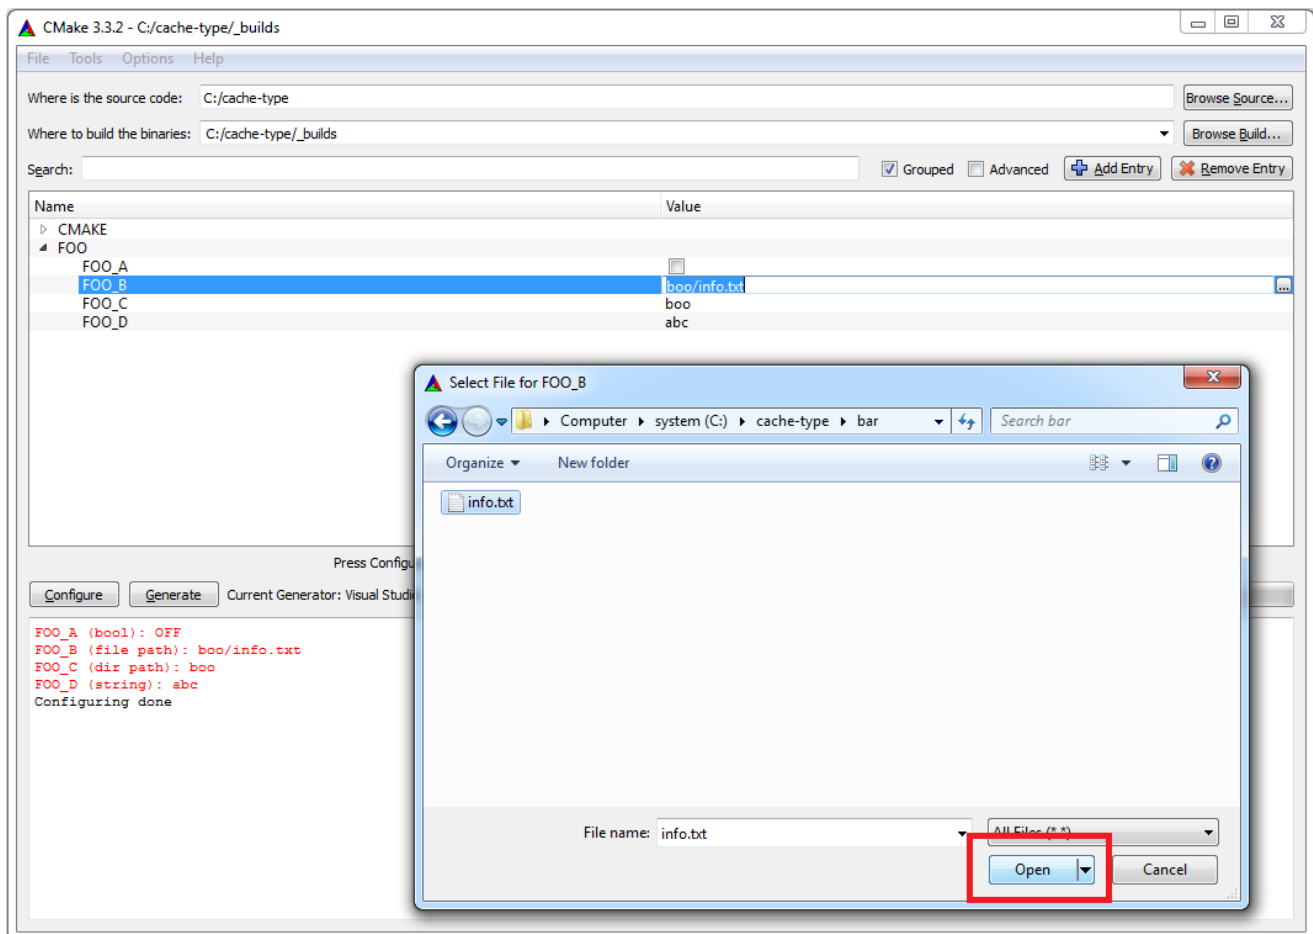 CMake 3.3.2 - C:/cache-type/_builds
File Tools Options Help
Where is the source code: C:/cache-type Browse Source...
Where to build the binaries: C:/cache-type/_builds Browse Build...
Search: Grouped Advanced Add Entry Remove Entry
Name Value
CMAKE
FOO
FOO_A
FOO_B boo/info.txt ...
FOO_C boo
FOO_D abc
Select File for FOO_B
Computer system (C:) cache-type bar Search bar
Organize New folder
info.txt
Press Configu
Configure Generate Current Generator: Visual Studi
FOO_A (bool): OFF
FOO_B (file path): boo/info.txt
FOO_C (dir path): boo
FOO_D (string): abc
Configuring done
File name: info.txt All Files (*.*)
Open Cancel